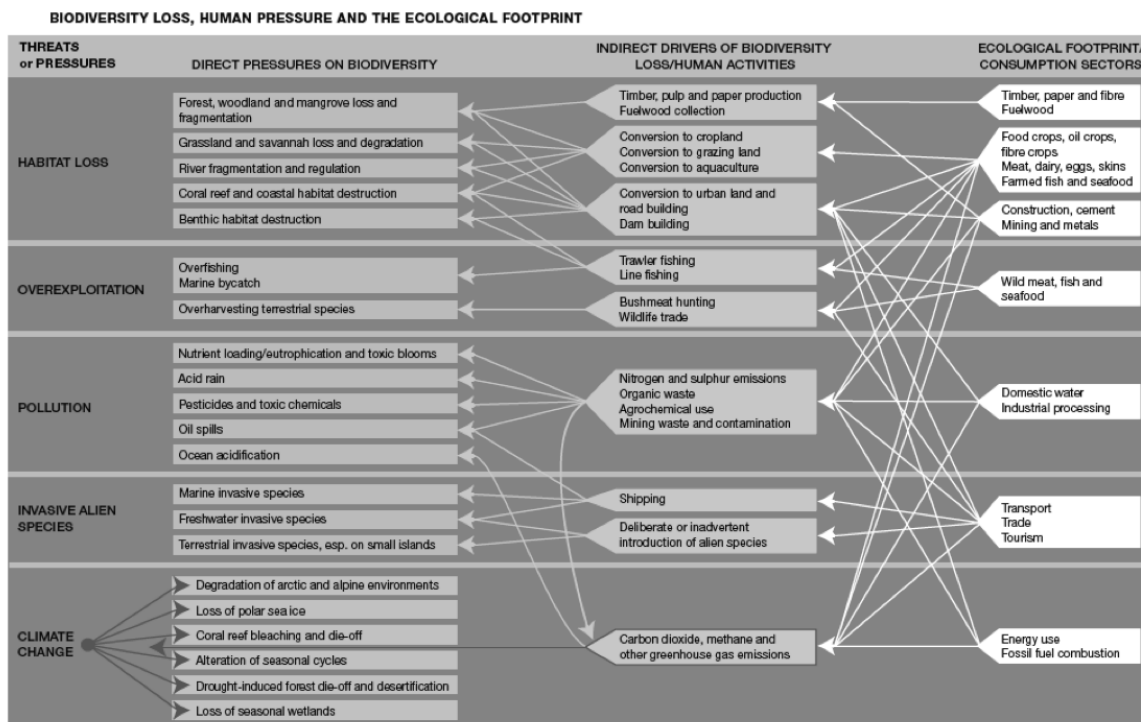 BIODIVERSITY LOSS, HUMAN PRESSURE AND THE ECOLOGICAL FOOTPRINT
THREATS
or PRESSURES
DIRECT PRESSURES ON BIODIVERSITY
INDIRECT DRIVERS OF BIODIVERSITY
LOSS/HUMAN ACTIVITIES
ECOLOGICAL FOOTPRINT/
CONSUMPTION SECTORS
HABITAT LOSS
Forest, woodland and mangrove loss and
fragmentation
Grassland and savannah loss and degradation
River fragmentation and regulation
Coral reef and coastal habitat destruction
Benthic habitat destruction
Timber, pulp and paper production
Fuelwood collection
Conversion to cropland
Conversion to grazing land
Conversion to aquaculture
Conversion to urban land and
road building
Dam building
Timber, paper and fibre
Fuelwood
Food crops, oil crops,
fibre crops
Meat, dairy, eggs, skins
Farmed fish and seafood
Construction, cement
Mining and metals
OVEREXPLOITATION
Overfishing
Marine bycatch
Overharvesting terrestrial species
Trawler fishing
Line fishing
Bushmeat hunting
Wildlife trade
Wild meat, fish and
seafood
POLLUTION
Nutrient loading/eutrophication and toxic blooms
Acid rain
Pesticides and toxic chemicals
Oil spills
Ocean acidification
Nitrogen and sulphur emissions
Organic waste
Agrochemical use
Mining waste and contamination
Domestic water
Industrial processing
INVASIVE ALIEN
SPECIES
Marine invasive species
Freshwater invasive species
Terrestrial invasive species, esp. on small islands
Shipping
Deliberate or inadvertent
introduction of alien species
Transport
Trade
Tourism
CLIMATE
CHANGE
Degradation of arctic and alpine environments
Loss of polar sea ice
Coral reef bleaching and die-off
Alteration of seasonal cycles
Drought-induced forest die-off and desertification
Loss of seasonal wetlands
Carbon dioxide, methane and
other greenhouse gas emissions
Energy use
Fossil fuel combustion